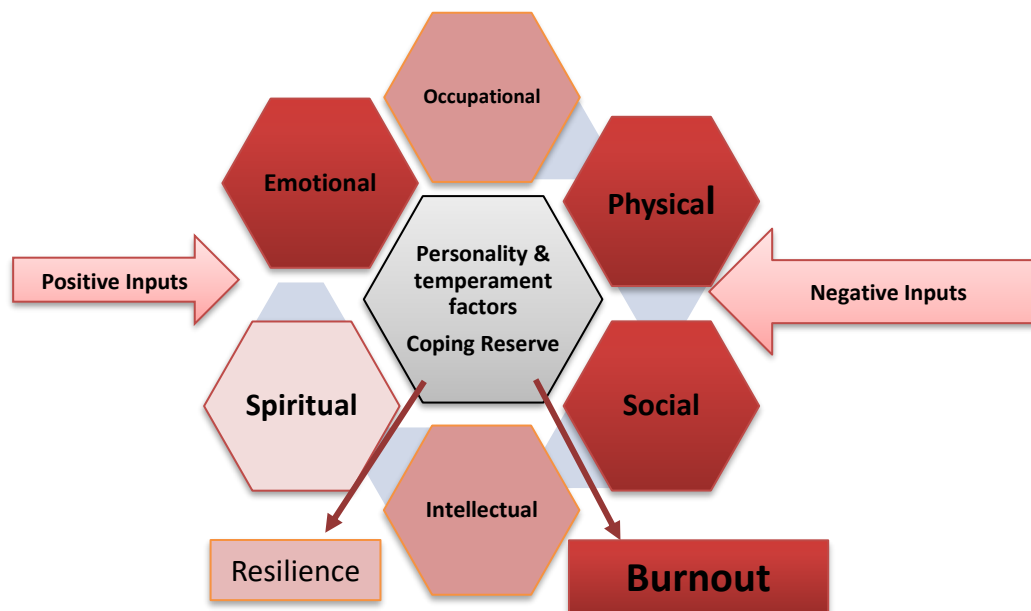 Occupational
Emotional
Physical
Personality &
temperament
factors
Coping Reserve
Positive Inputs
Negative Inputs
Spiritual
Social
Intellectual
Resilience
Burnout